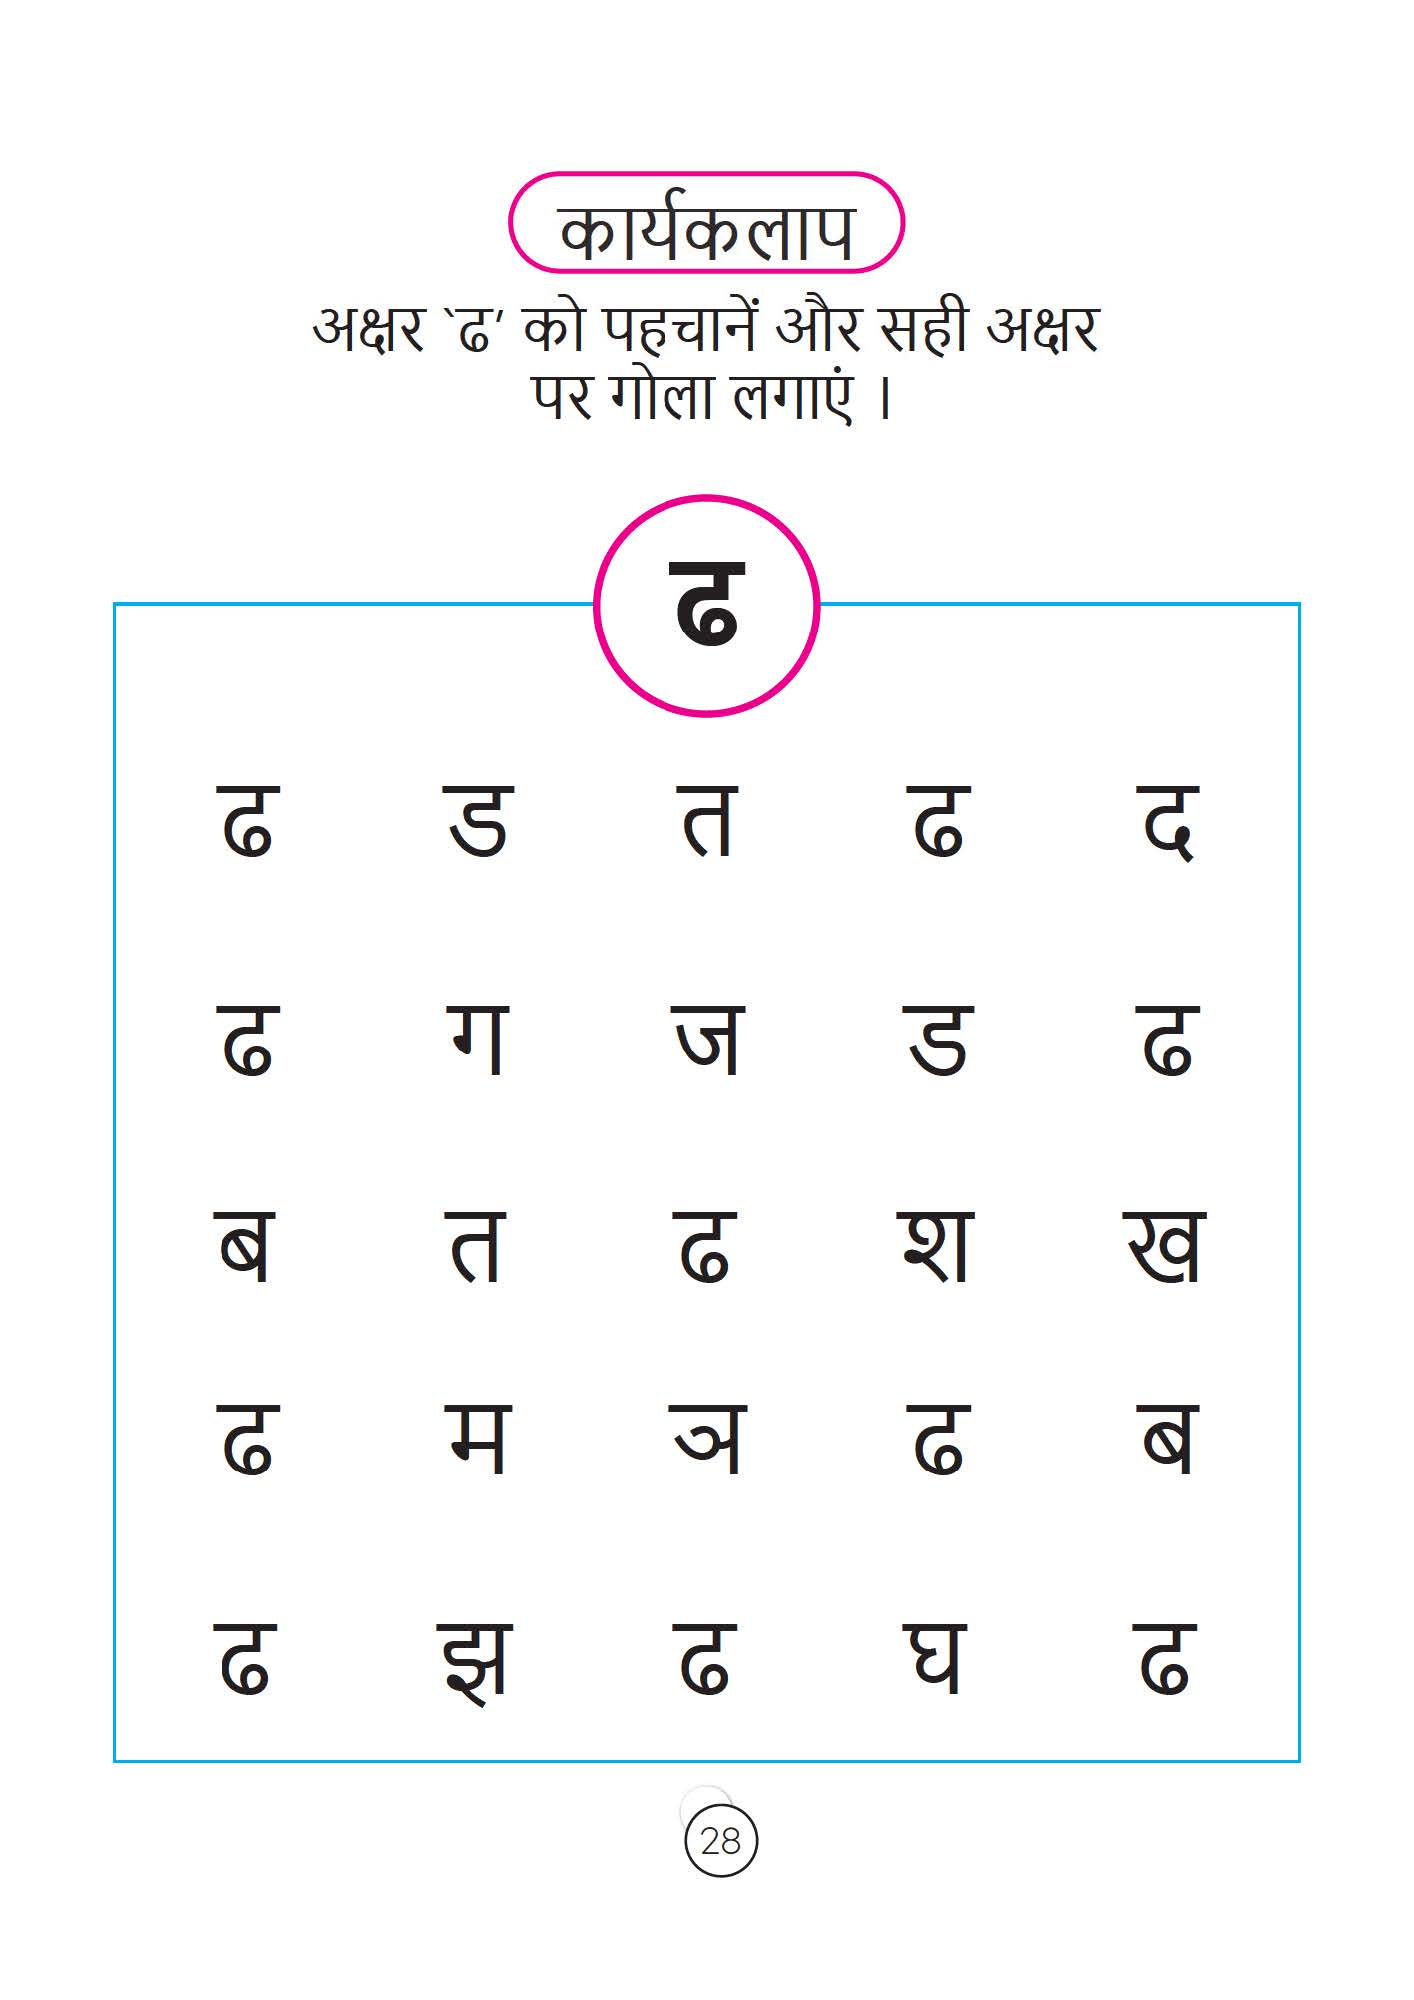 कार्यकलाप
अक्षर `ढ’ को पहचानें और सही अक्षर
पर गोला लगाएं ।
ढ
ढ ड त ढ द
ढ ग ज ड ढ
ब त ढ श ख
ढ म ञ ढ ब
ढ झ ढ घ ढ
28